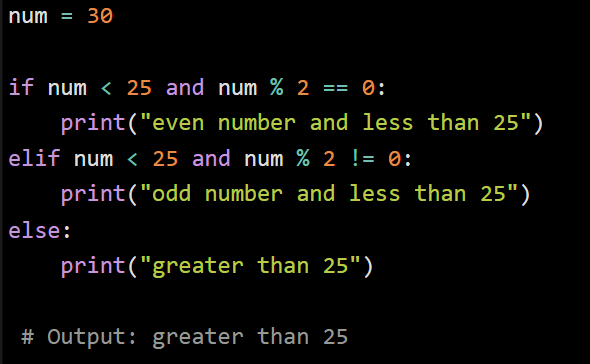 num = 30
if num < 25 and num % 2 == 0:
    print("even number and less than 25")
elif num < 25 and num % 2 != 0:
    print("odd number and less than 25")
else:
    print("greater than 25")
 # Output: greater than 25